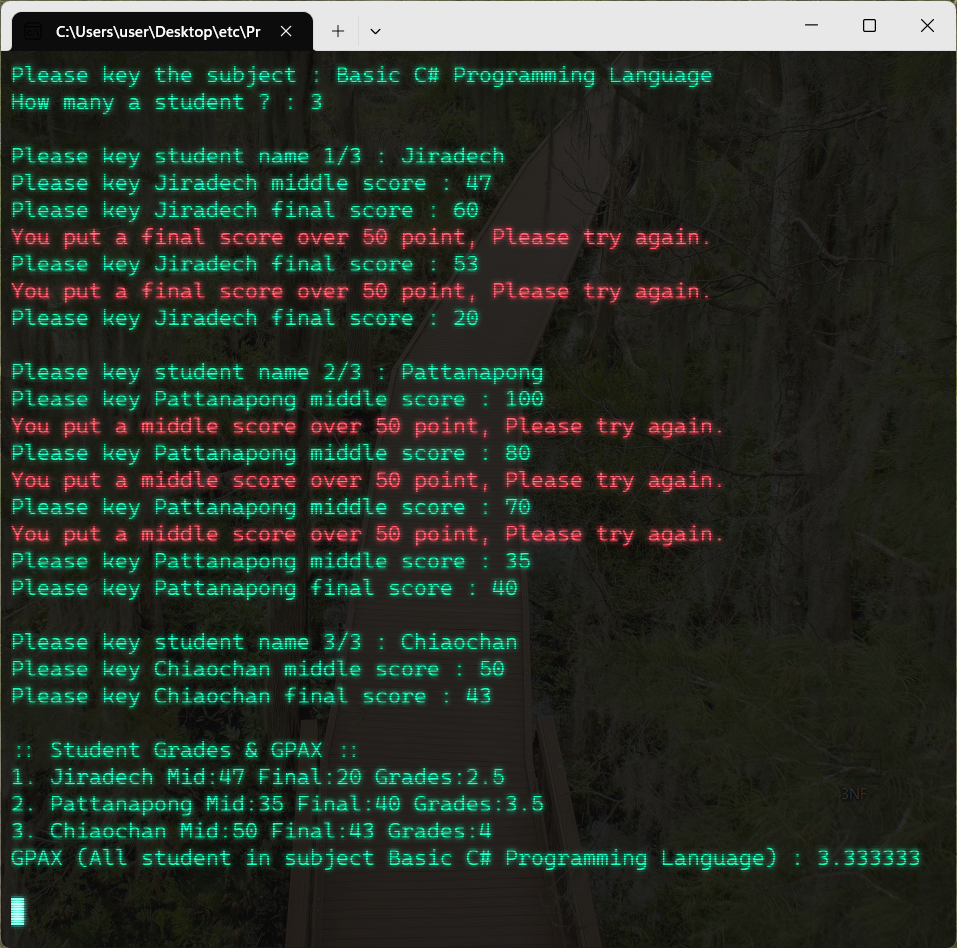 C:\Users\user\Desktop\etc\Pr
Please key the subject : Basic C# Programming Language
How many a student ? : 3
Please key student name 1/3 : Jiradech
Please key Jiradech middle score : 47
Please key Jiradech final score : 60
You put a final score over 50 point, Please try again.
Please key Jiradech final score : 53
You put a final score over 50 point, Please try again.
Please key Jiradech final score : 20
Please key student name 2/3 : Pattanapong
Please key Pattanapong middle score : 100
You put a middle score over 50 point, Please try again.
Please key Pattanapong middle score : 80
You put a middle score over 50 point, Please try again.
Please key Pattanapong middle score : 70
You put a middle score over 50 point, Please try again.
Please key Pattanapong middle score : 35
Please key Pattanapong final score : 40
Please key student name 3/3 : Chiaochan
Please key Chiaochan middle score : 50
Please key Chiaochan final score : 43
:: Student Grades & GPAX ::
1. Jiradech Mid:47 Final:20 Grades:2.5
2. Pattanapong Mid:35 Final:40 Grades:3.5
3NF
3. Chiaochan Mid:50 Final:43 Grades:4
GPAX (All student in subject Basic C# Programming Language) : 3.333333